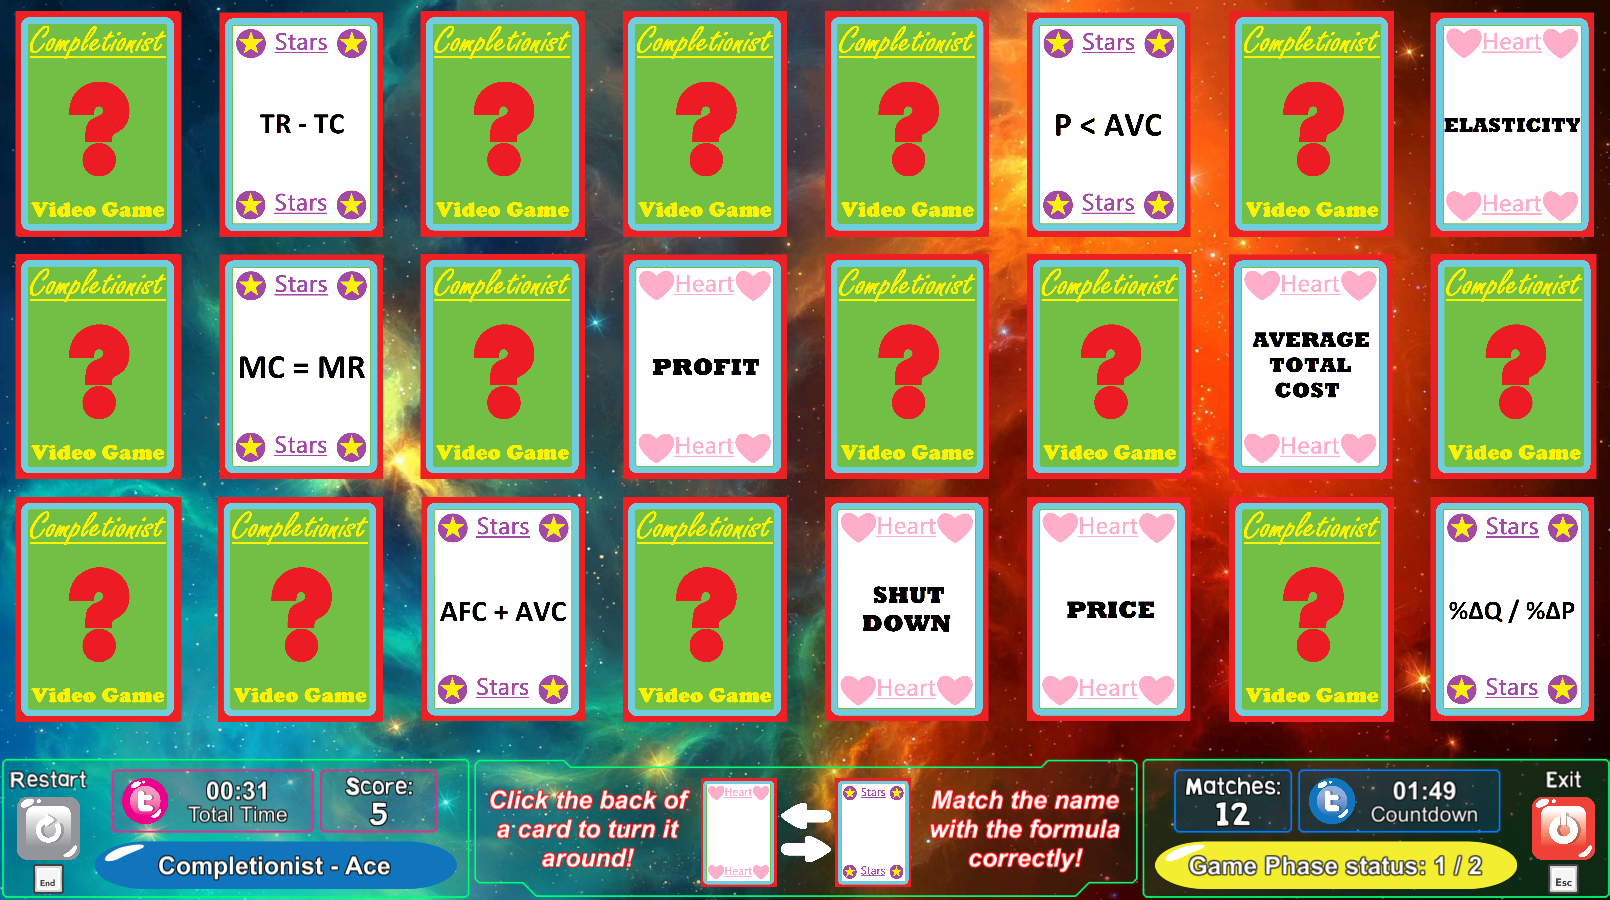 Completionist
Video Game
Stars
TR - TC
Stars
Completionist
Video Game
Completionist
Video Game
Completionist
Video Game
Stars
P < AVC
Stars
Completionist
Video Game
Heart
ELASTICITY
Heart
Completionist
Video Game
Stars
MC = MR
Stars
Completionist
Video Game
Heart
PROFIT
Heart
Completionist
Video Game
Completionist
Video Game
Heart
AVERAGE
TOTAL
COST
Heart
Completionist
Video Game
Completionist
Video Game
Completionist
Video Game
Stars
AFC + AVC
Stars
Completionist
Video Game
Heart
SHUT
DOWN
Heart
Heart
PRICE
Heart
Completionist
Video Game
Stars
%ΔQ / %ΔP
Stars
Restart
End
t
00:31
Total Time
Score:
5
Completionist - Ace
Click the back of
a card to turn it
around!
Heart
Heart
Stars
Stars
Match the name
with the formula
correctly!
Matches:
12
t
01:49
Countdown
Game Phase status: 1 / 2
Exit
Esc